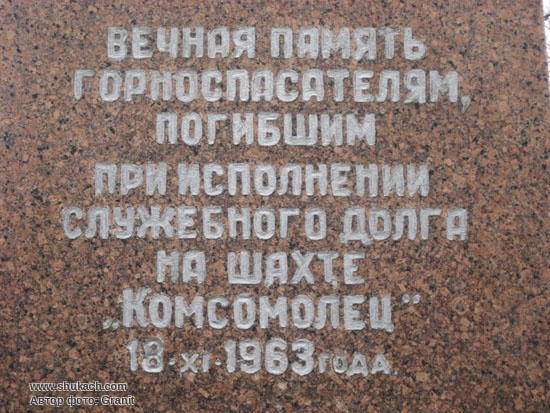 ВЕЧНАЯ ПАМЯТЬ
ГОРНОСПАСАТЕЛЯМ,
ПОГИБШИМ
ПРИ ИСПОЛНЕНИИ
СЛУЖЕБНОГО ДОЛГА
НА ШАХТЕ
„КОМСОМОЛЕЦ“
18-XI-1963 ГОДА.
www.shukach.com
Автор фото: Granit